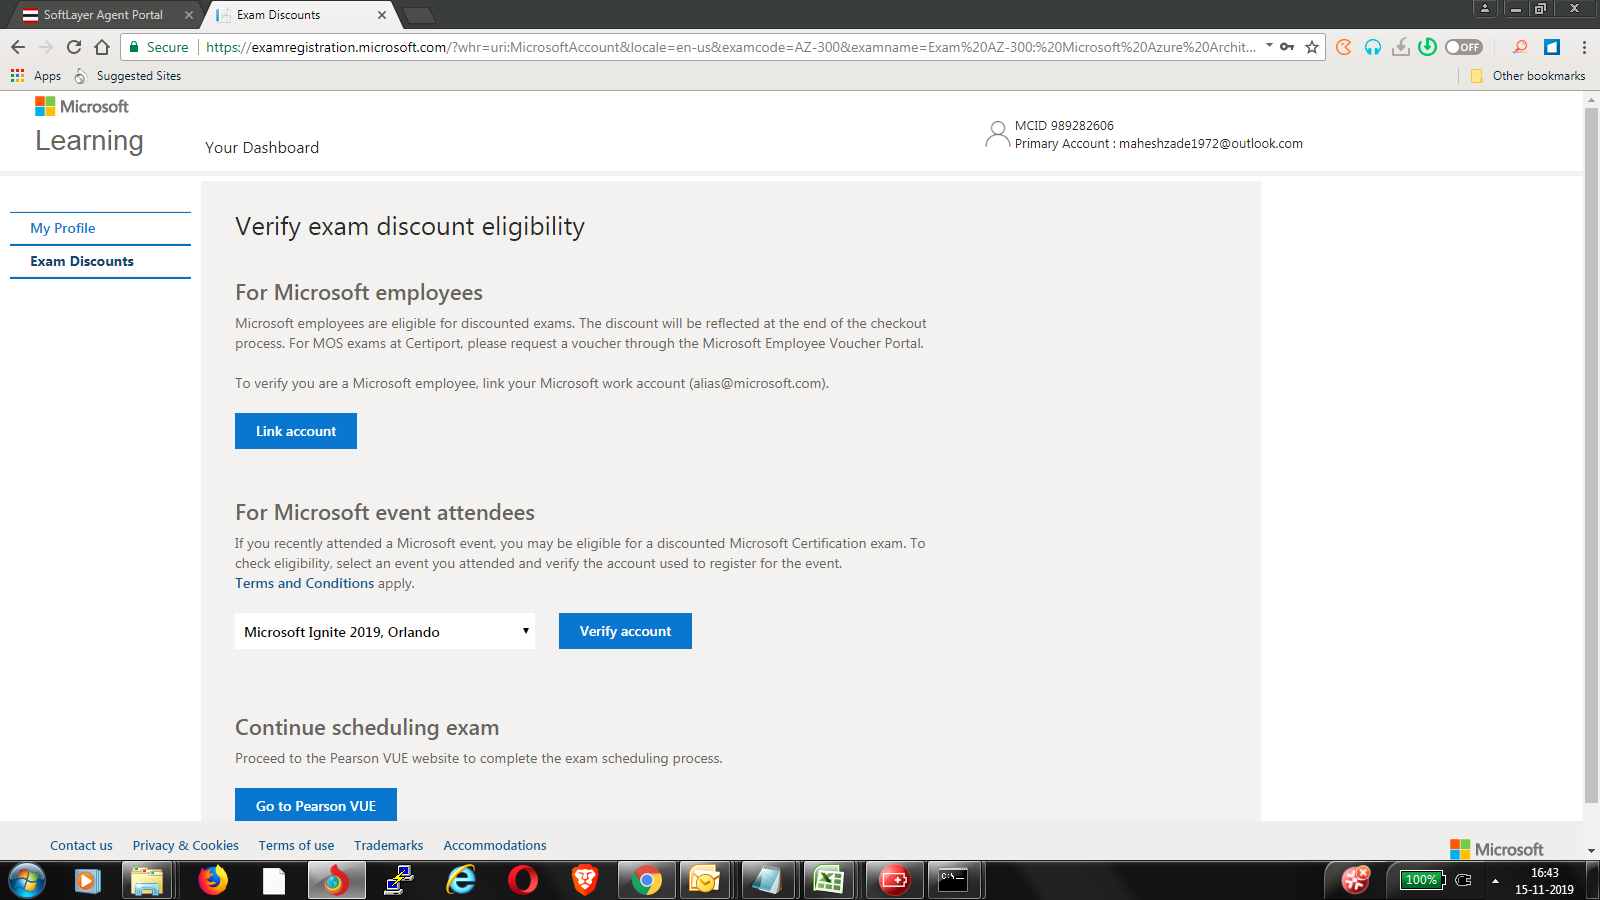 SoftLayer Agent Portal
Exam Discounts
Secure
https://examregistration.microsoft.com/?whr=uri:MicrosoftAccount&locale=en-us&examcode=AZ-300&examname=Exam%20AZ-300:%20Microsoft%20Azure%20Archit...
OFF
Apps
Suggested Sites
Other bookmarks
Microsoft
Learning
Your Dashboard
MCID 989282606
Primary Account : maheshzade1972@outlook.com
My Profile
Exam Discounts
Verify exam discount eligibility
For Microsoft employees
Microsoft employees are eligible for discounted exams. The discount will be reflected at the end of the checkout
process. For MOS exams at Certiport, please request a voucher through the Microsoft Employee Voucher Portal.
To verify you are a Microsoft employee, link your Microsoft work account (alias@microsoft.com).
Link account
For Microsoft event attendees
If you recently attended a Microsoft event, you may be eligible for a discounted Microsoft Certification exam. To
check eligibility, select an event you attended and verify the account used to register for the event.
Terms and Conditions apply.
Microsoft Ignite 2019, Orlando
Verify account
Continue scheduling exam
Proceed to the Pearson VUE website to complete the exam scheduling process.
Go to Pearson VUE
Contact us
Privacy & Cookies
Terms of use
Trademarks
Accommodations
Microsoft
100%
16:43
15-11-2019